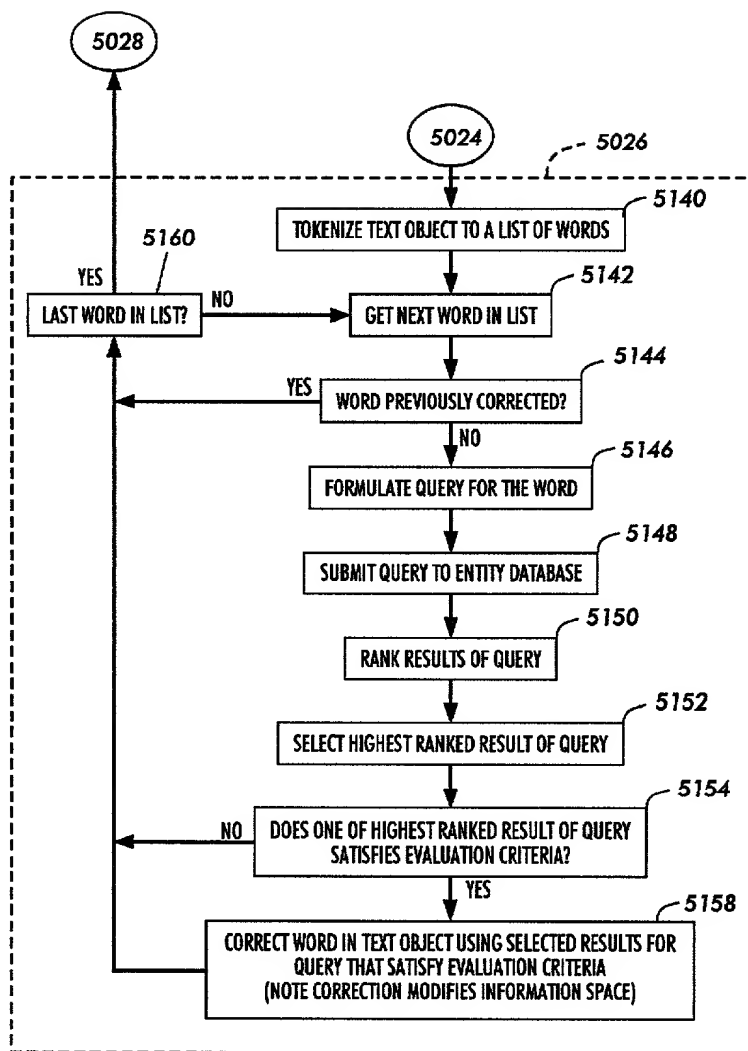 5028
5024
5026
5140
TOKENIZE TEXT OBJECT TO A LIST OF WORDS
5160
5142
YES
LAST WORD IN LIST?
NO
GET NEXT WORD IN LIST
5144
YES
WORD PREVIOUSLY CORRECTED?
NO
5146
FORMULATE QUERY FOR THE WORD
5148
SUBMIT QUERY TO ENTITY DATABASE
5150
RANK RESULTS OF QUERY
5152
SELECT HIGHEST RANKED RESULT OF QUERY
5154
NO
DOES ONE OF HIGHEST RANKED RESULT OF QUERY
SATISFIES EVALUATION CRITERIA?
YES
5158
CORRECT WORD IN TEXT OBJECT USING SELECTED RESULTS FOR
QUERY THAT SATISFY EVALUATION CRITERIA
(NOTE CORRECTION MODIFIES INFORMATION SPACE)